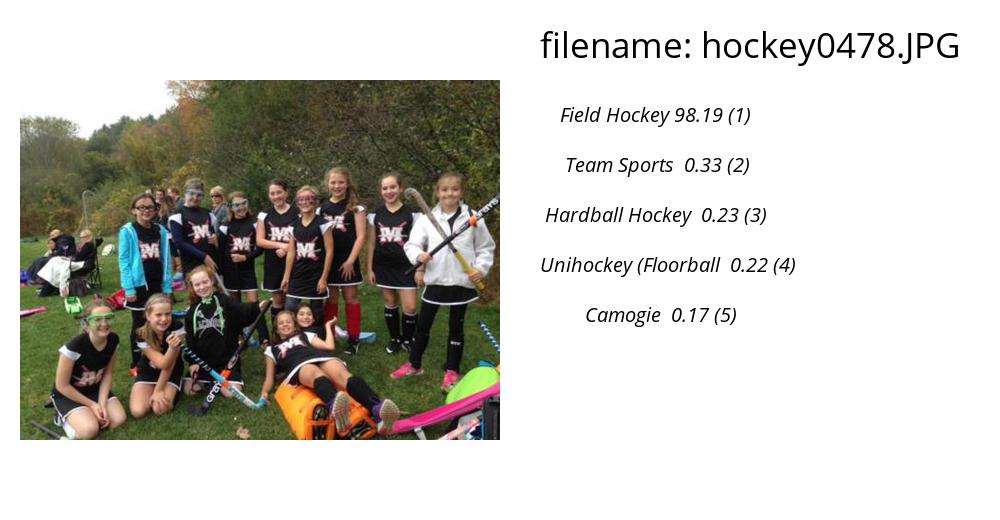 filename: hockey0478.JPG
Field Hockey 98.19 (1)
Team Sports 0.33 (2)
Hardball Hockey 0.23 (3)
Unihockey (Floorball 0.22 (4)
Camogie 0.17 (5)
M
M
M
M
M
M
GRAYS